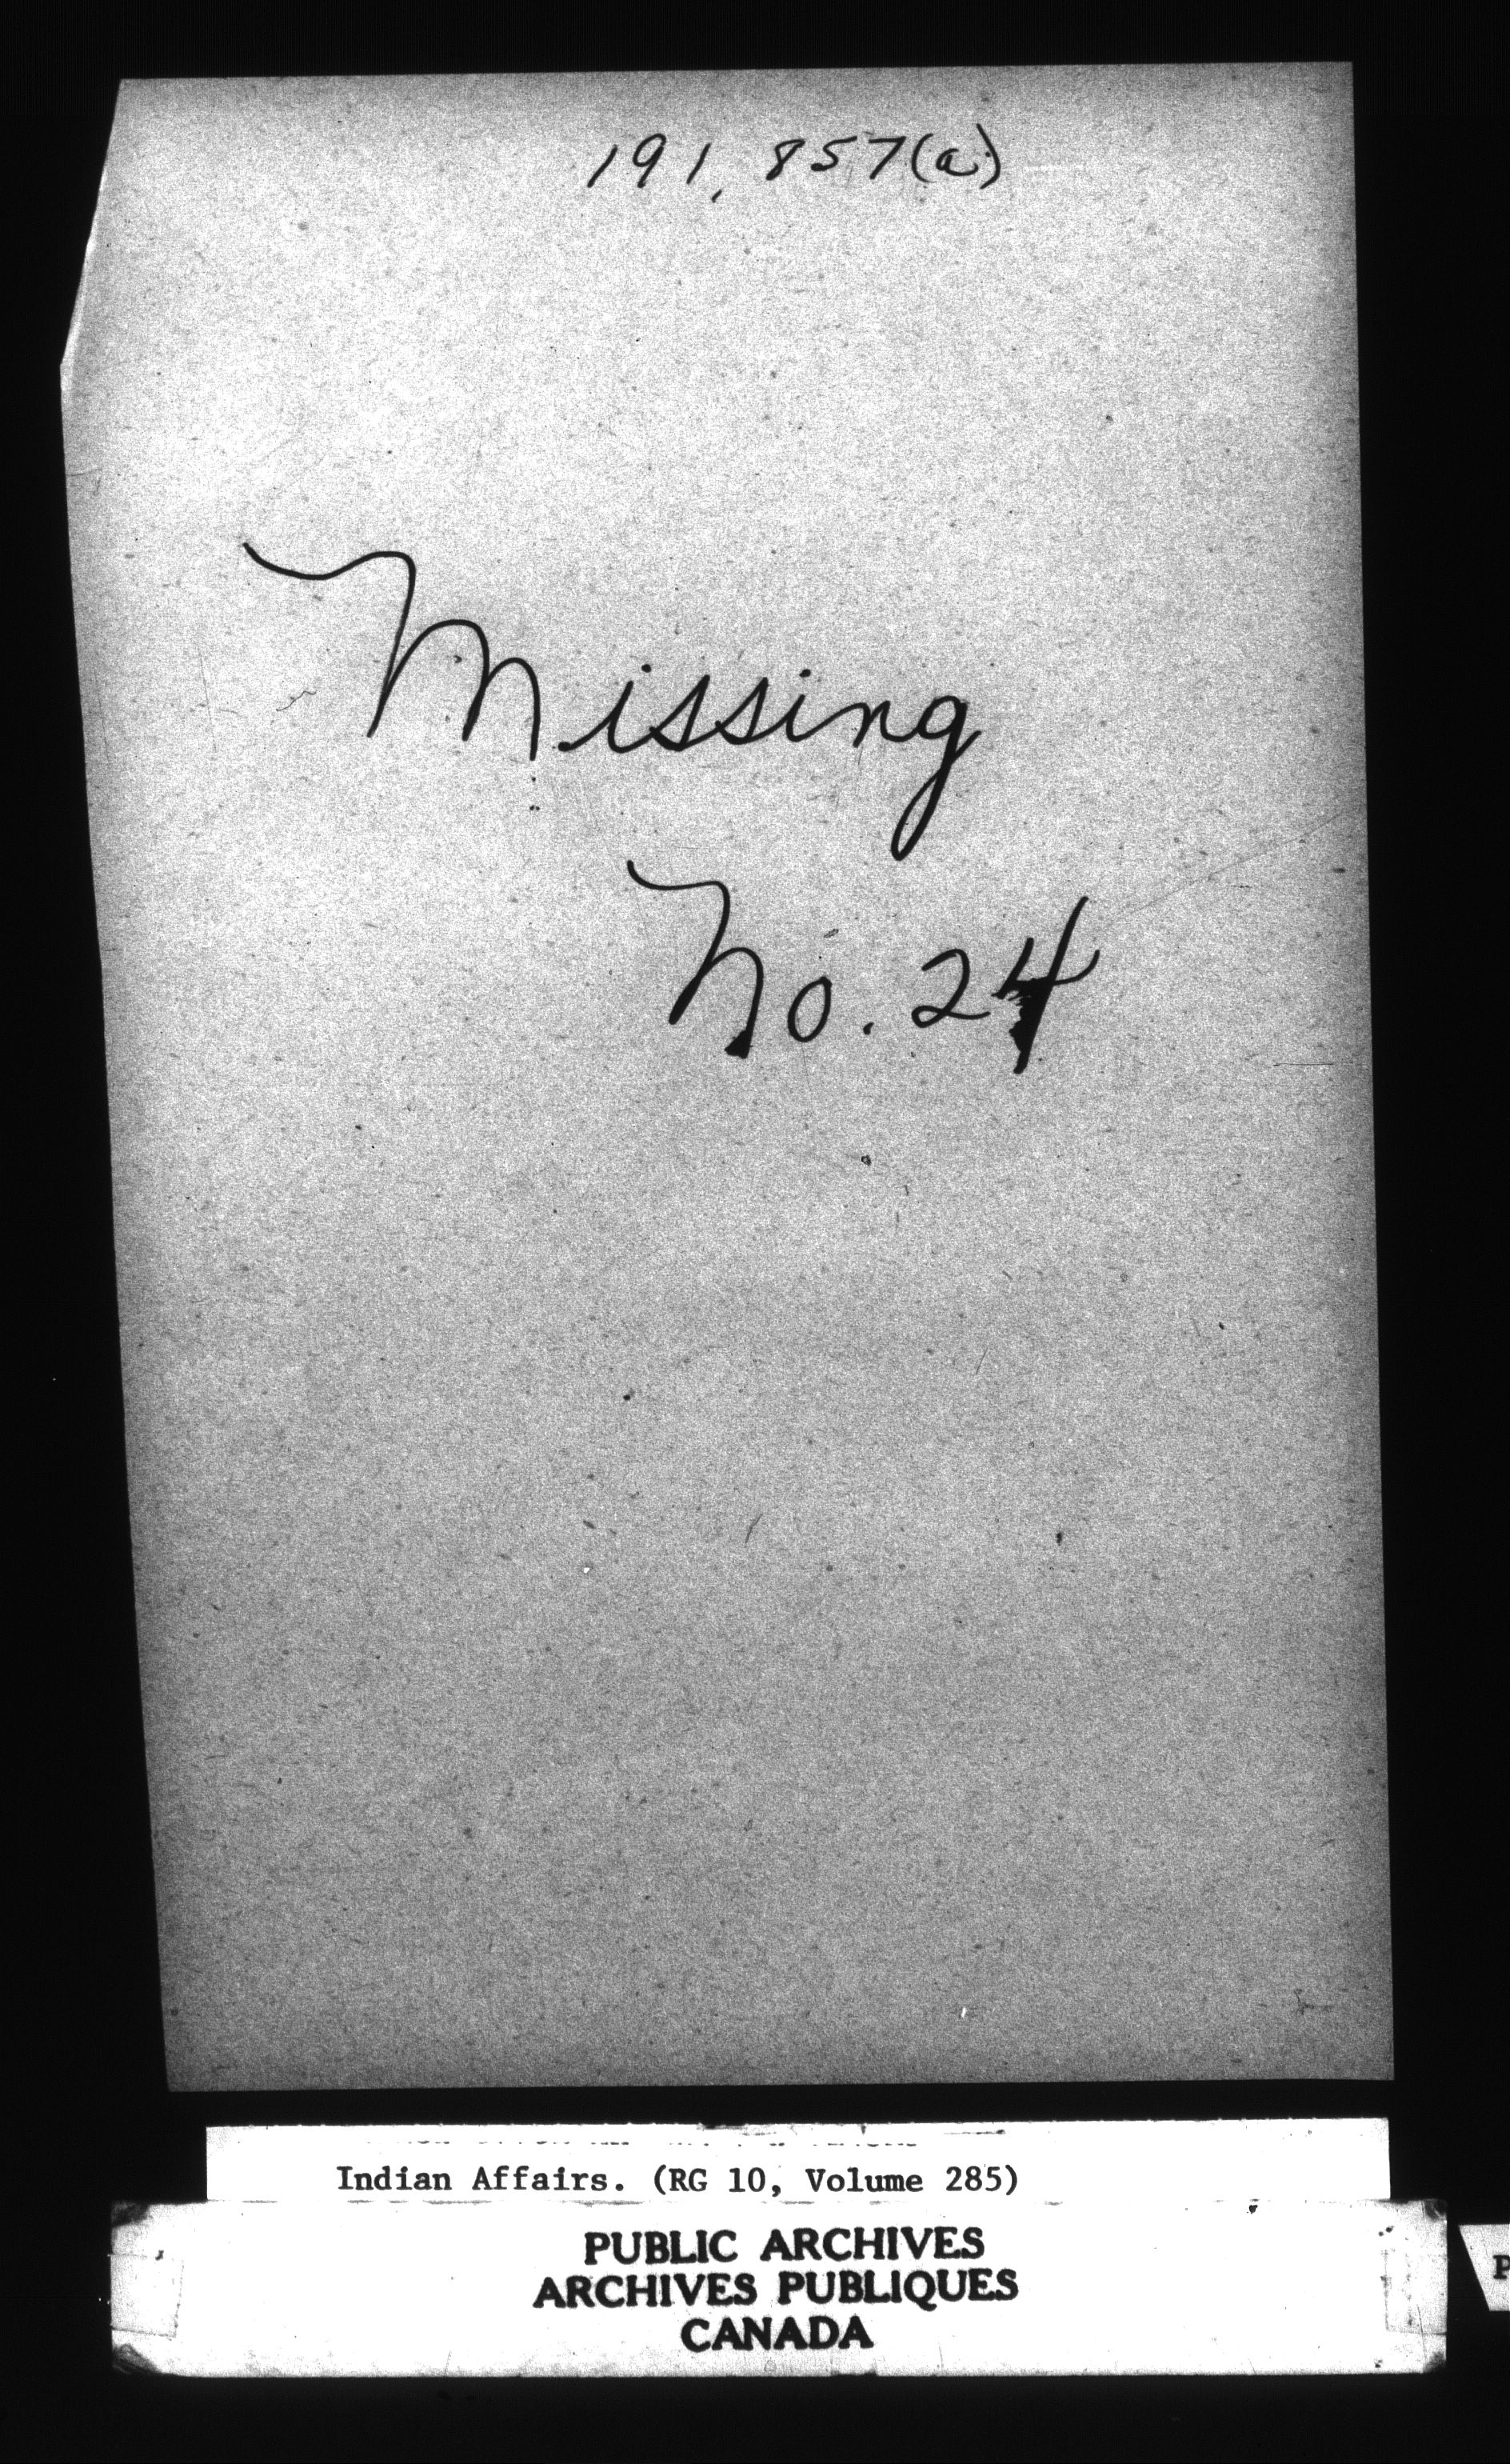 191,857(a)
Missing
No. 24
Indian Affairs. (RG 10, Volume 285)
PUBLIC ARCHIVES
ARCHIVES PUBLIQUES
CANADA
P